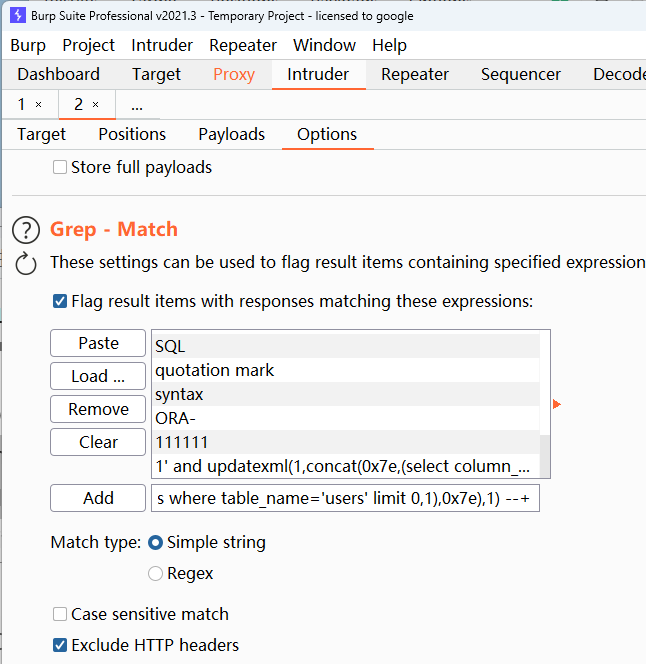 Burp Suite Professional v2021.3 - Temporary Project - licensed to google
Burp Project Intruder Repeater Window Help
Dashboard Target Proxy Intruder Repeater Sequencer Decode
1 × 2 × ...
Target Positions Payloads Options
Store full payloads
? Grep - Match
These settings can be used to flag result items containing specified expression
Flag result items with responses matching these expressions:
Paste
Load ...
Remove
Clear
SQL
quotation mark
syntax
ORA-
111111
1' and updatexml(1,concat(0x7e,(select column_...
Add
s where table_name='users' limit 0,1),0x7e),1) --+
Match type: Simple string
Regex
Case sensitive match
Exclude HTTP headers